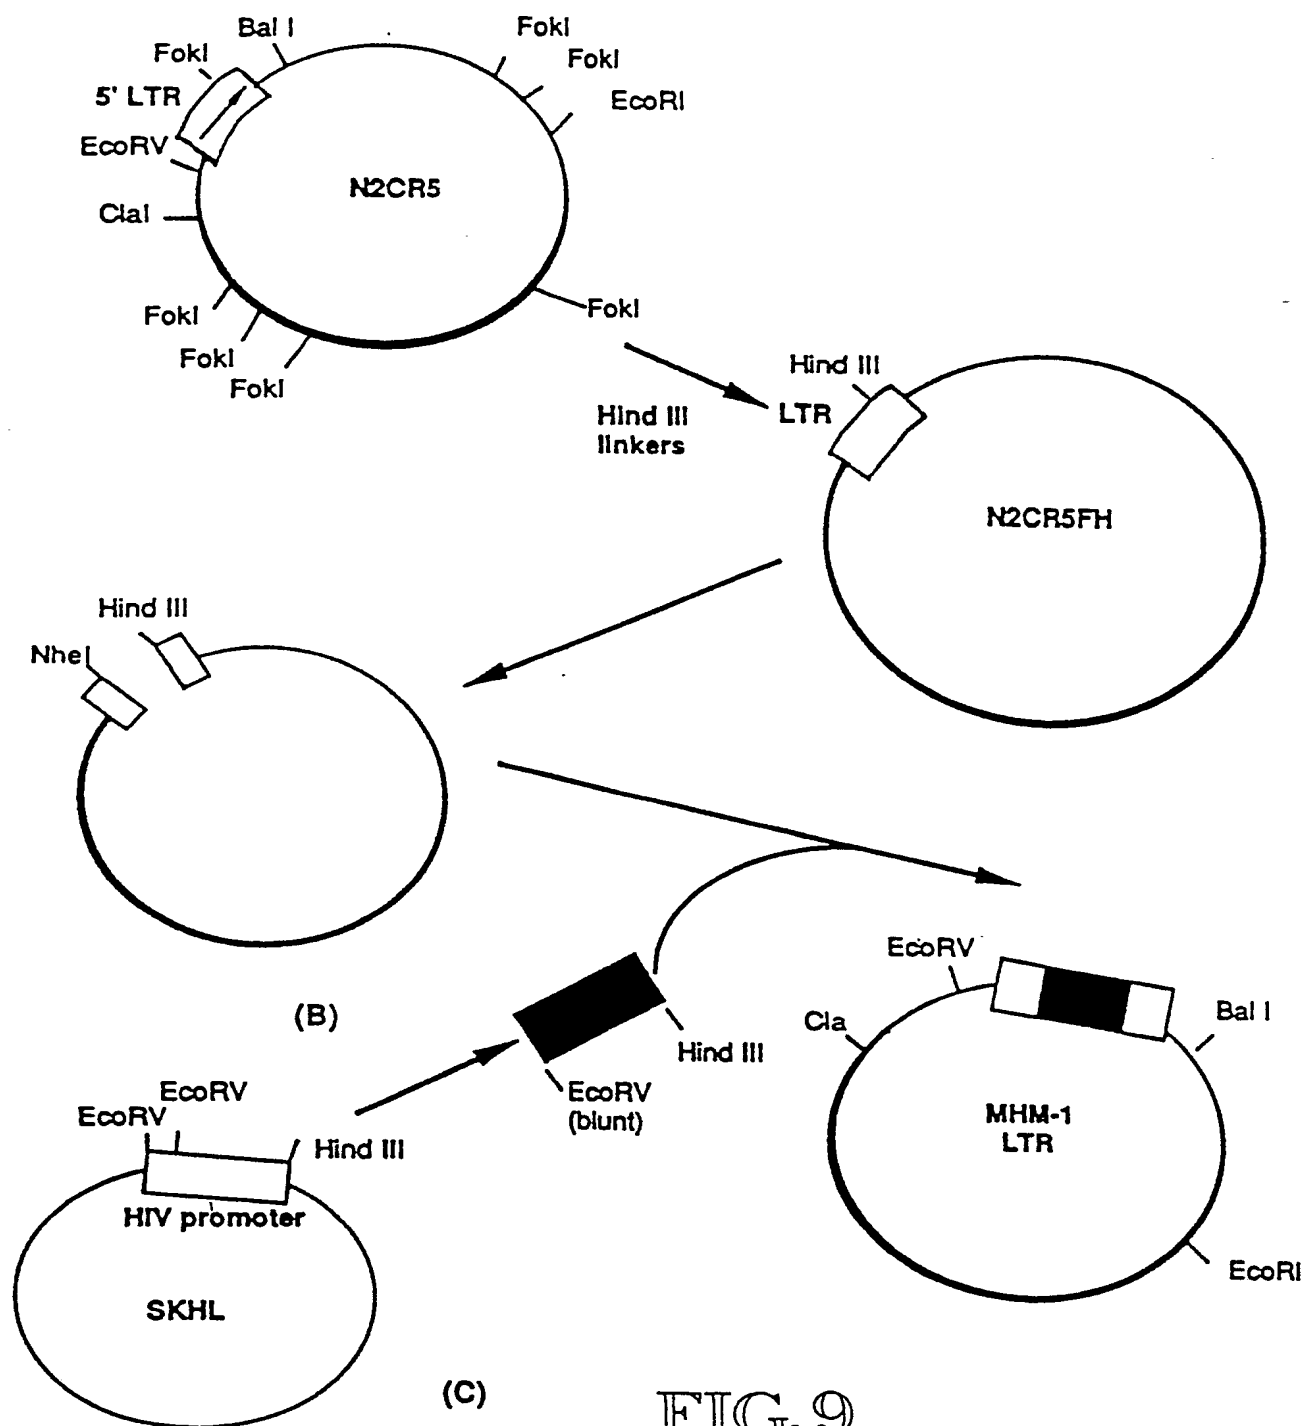 Bal I
FokI
5' LTR
EcoRV
ClaI
FokI
FokI
EcoRI
N2CR5
FokI
FokI
FokI
FokI
Hind III
linkers
Hind III
LTR
N2CR5FH
Hind III
NheI
(B)
EcoRV
(blunt)
Hind III
EcoRV
Cla
Bal I
MHM-1
LTR
EcoRI
EcoRV
EcoRV
Hind III
HIV promoter
SKHL
(C)
FIG. 9